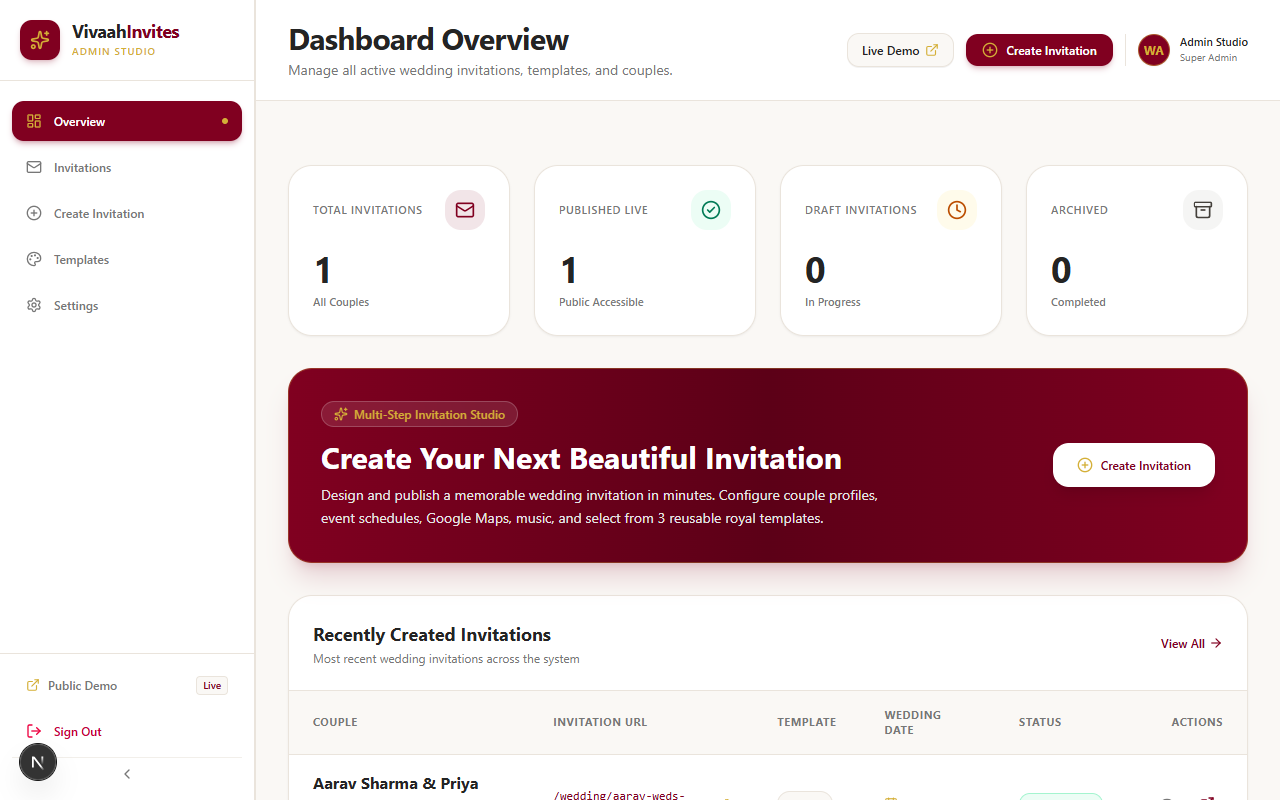 VivaahInvites
ADMIN STUDIO
Overview
Invitations
Create Invitation
Templates
Settings
Public Demo
Live
Sign Out
N
Dashboard Overview
Manage all active wedding invitations, templates, and couples.
Live Demo
Create Invitation
WA
Admin Studio
Super Admin
TOTAL INVITATIONS
1
All Couples
PUBLISHED LIVE
1
Public Accessible
DRAFT INVITATIONS
0
In Progress
ARCHIVED
0
Completed
Multi-Step Invitation Studio
Create Your Next Beautiful Invitation
Design and publish a memorable wedding invitation in minutes. Configure couple profiles,
event schedules, Google Maps, music, and select from 3 reusable royal templates.
Create Invitation
Recently Created Invitations
Most recent wedding invitations across the system
View All
COUPLE
INVITATION URL
TEMPLATE
WEDDING
DATE
STATUS
ACTIONS
Aarav Sharma & Priya
/wedding/aarav-weds-